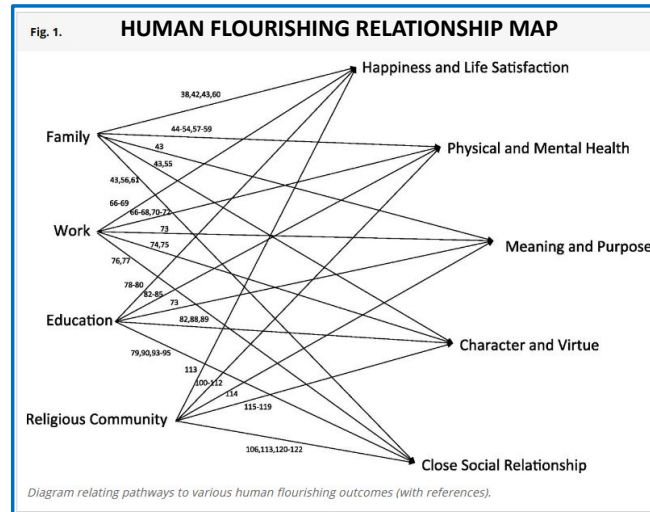 Fig. 1.
HUMAN FLOURISHING RELATIONSHIP MAP
Happiness and Life Satisfaction
38,42,43,60
Family
44-54,57-59
43
Physical and Mental Health
43,55
43,56,61
66-69
66-68,70-72
Work
73
Meaning and Purpose
74,75
76,77
78-80
82-85
73
Education
82,88,89
Character and Virtue
79,90,93-95
113
100-112
114
115-119
Religious Community
106,113,120-122
Close Social Relationship
Diagram relating pathways to various human flourishing outcomes (with references).